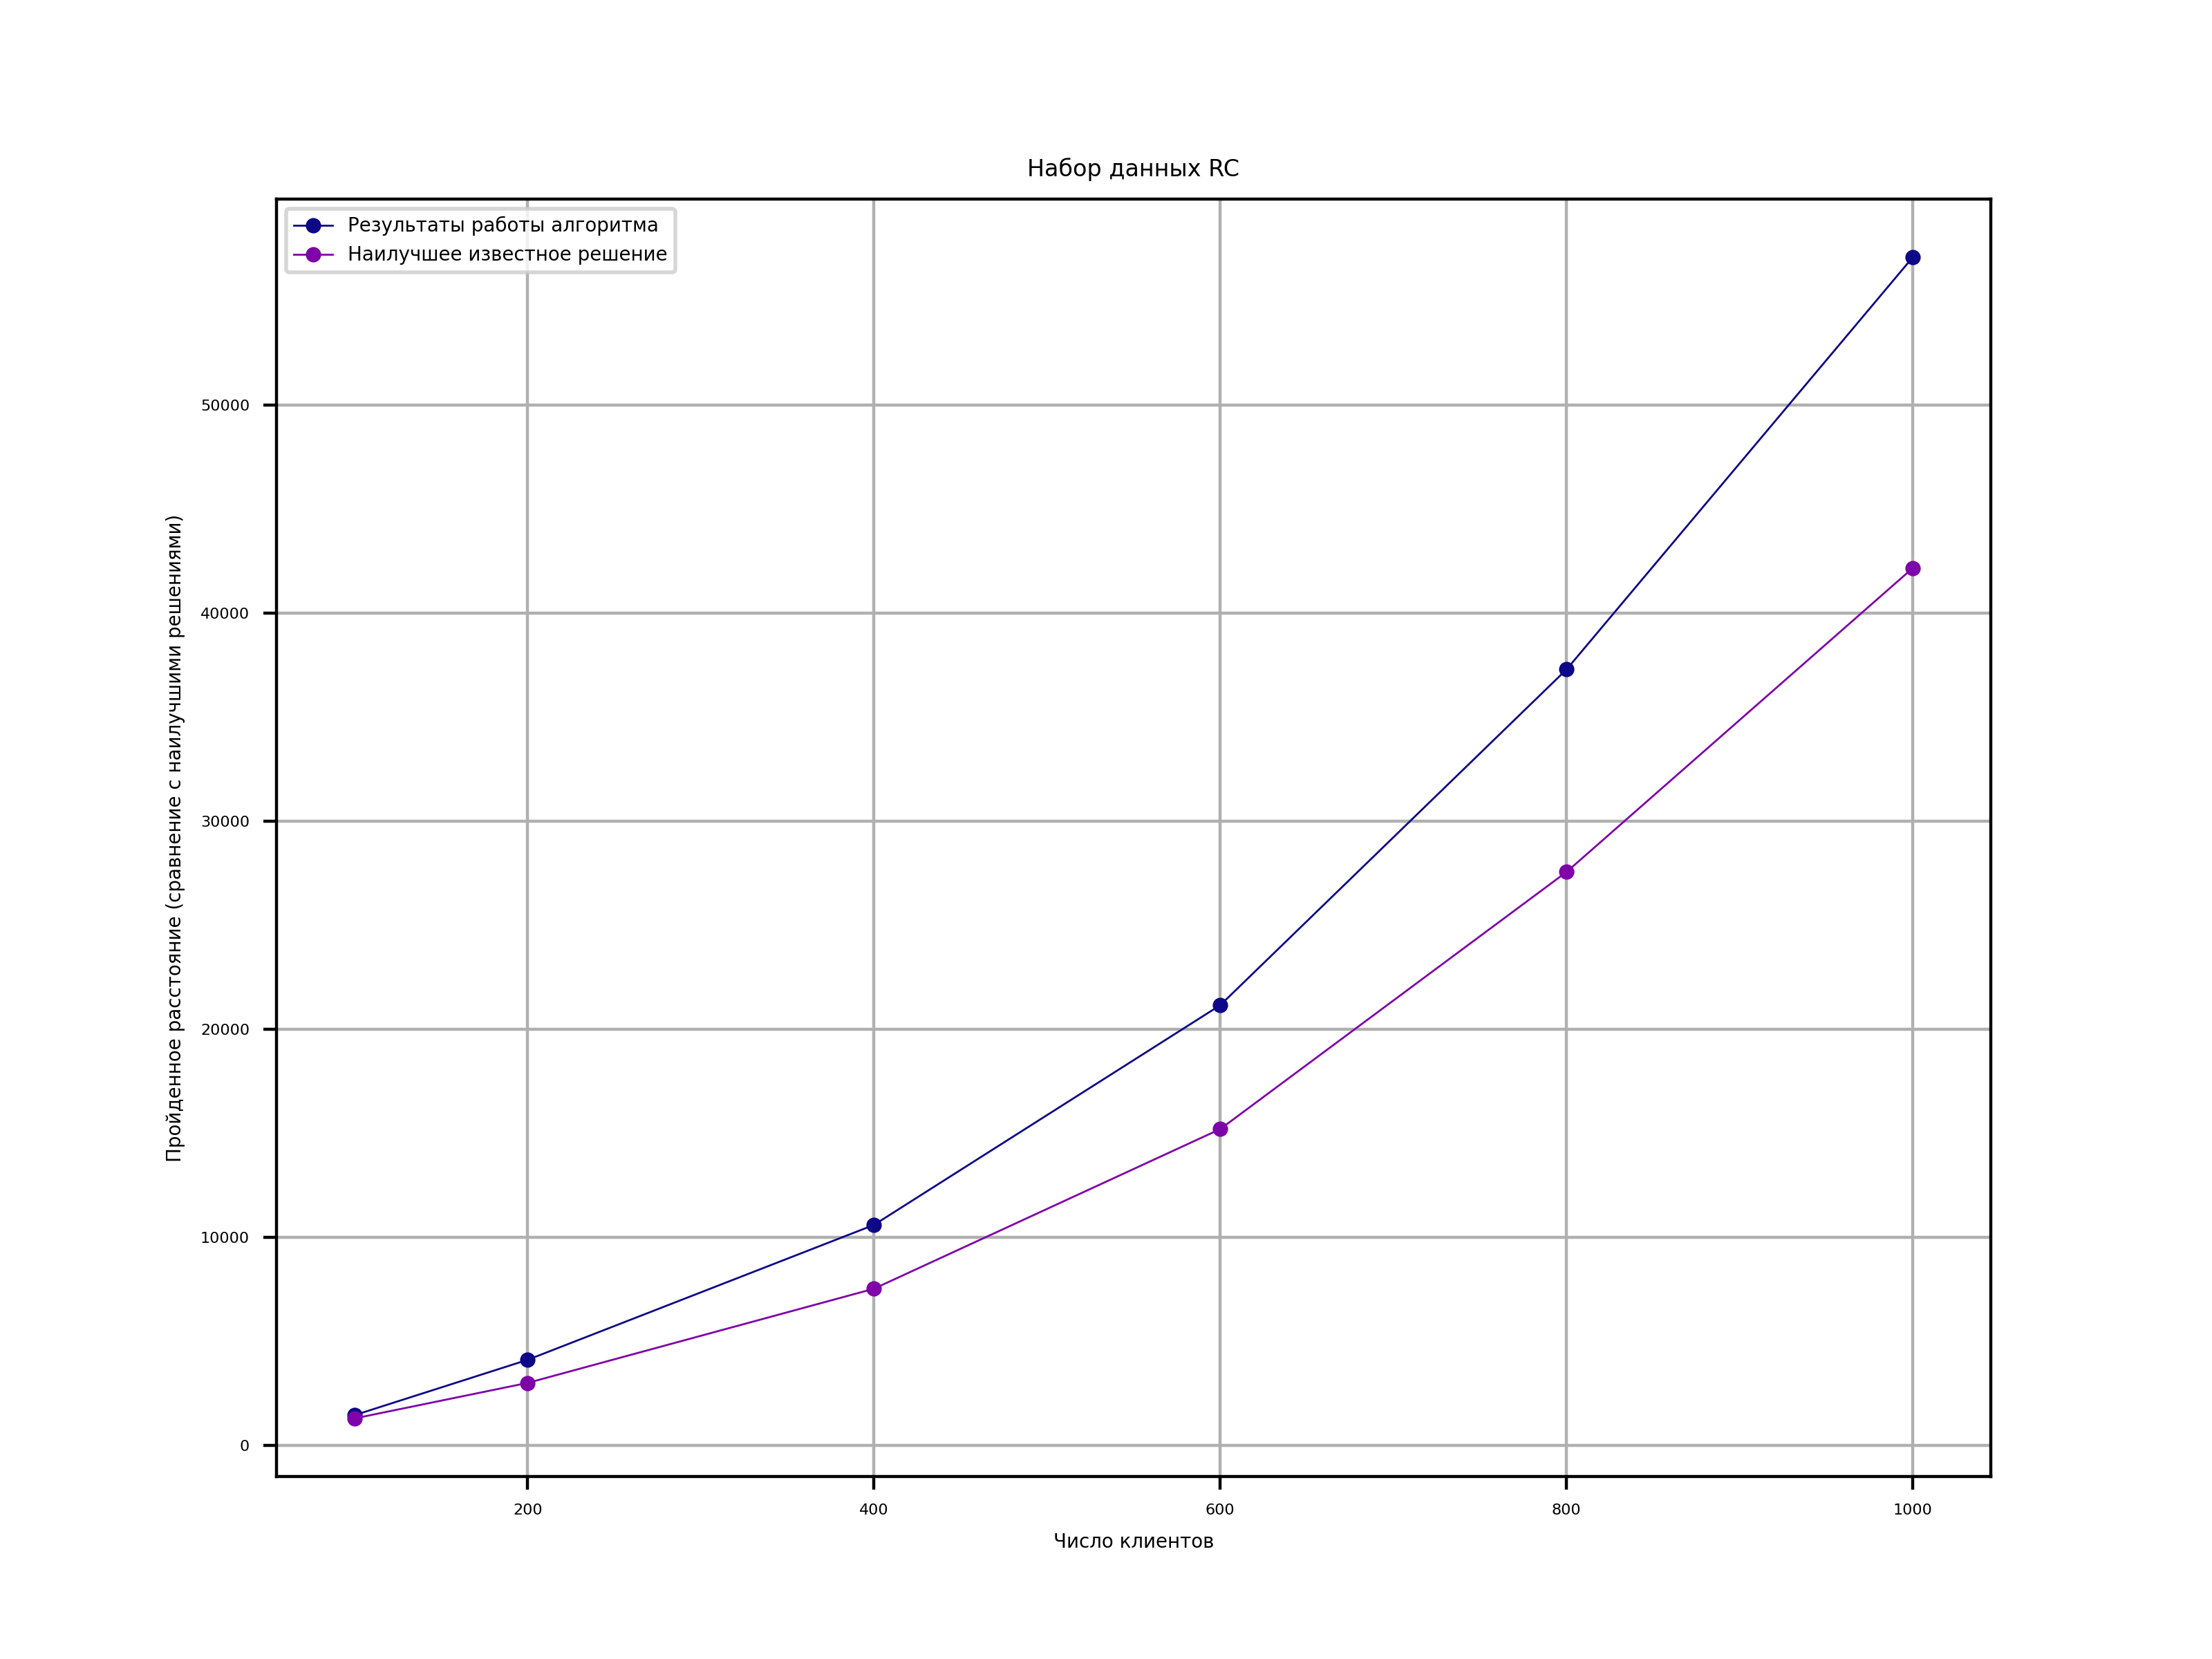 Набор данных RC
Результаты работы алгоритма
Наилучшее известное решение
Пройденное расстояние (сравнение с наилучшими решениями)
50000
40000
30000
20000
10000
0
200
400
600
800
1000
Число клиентов